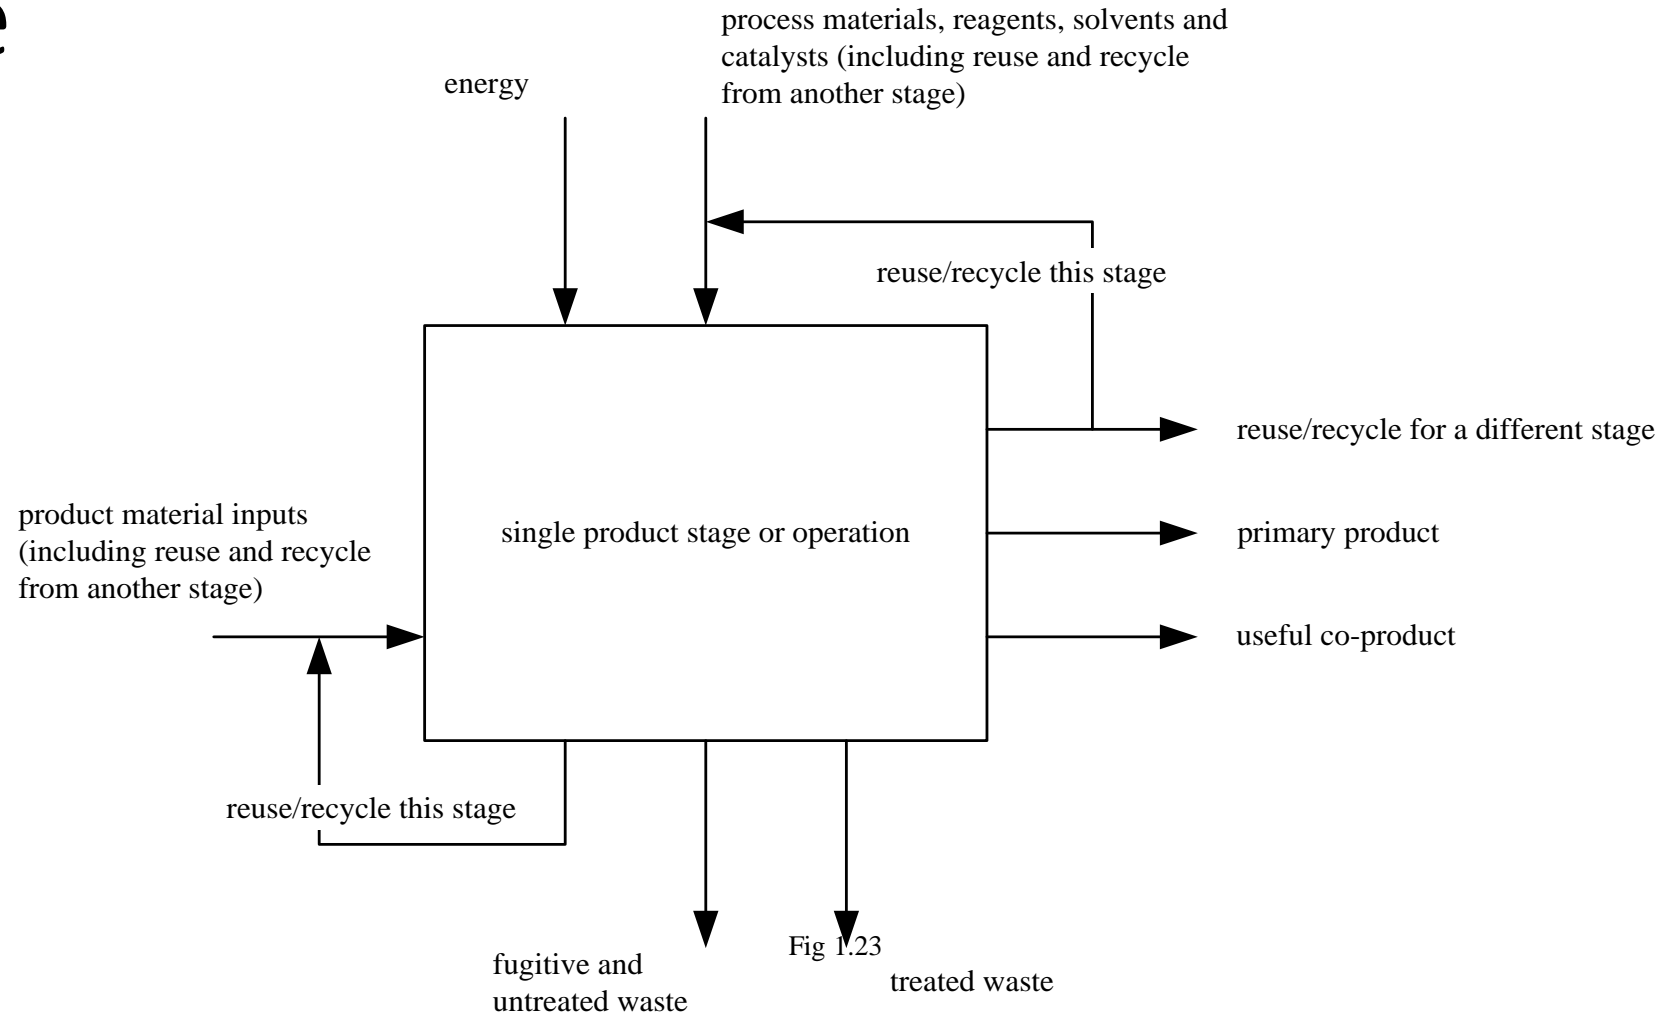 e
process materials, reagents, solvents and
catalysts (including reuse and recycle
from another stage)
energy
reuse/recycle this stage
reuse/recycle for a different stage
product material inputs
(including reuse and recycle
from another stage)
single product stage or operation
primary product
useful co-product
reuse/recycle this stage
Fig 1.23
fugitive and
untreated waste
treated waste